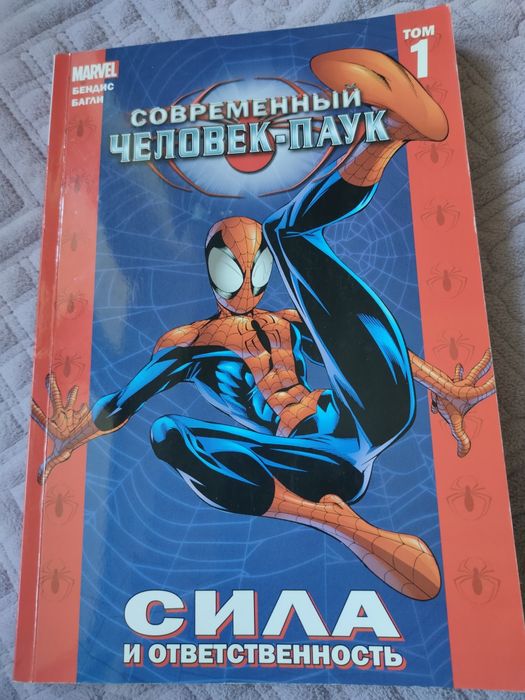 MARVEL
БЕНДИС
БАГЛИ
ТОМ
1
СОВРЕМЕННЫЙ
ЧЕЛОВЕК-ПАУК
СИЛА
И ОТВЕТСТВЕННОСТЬ